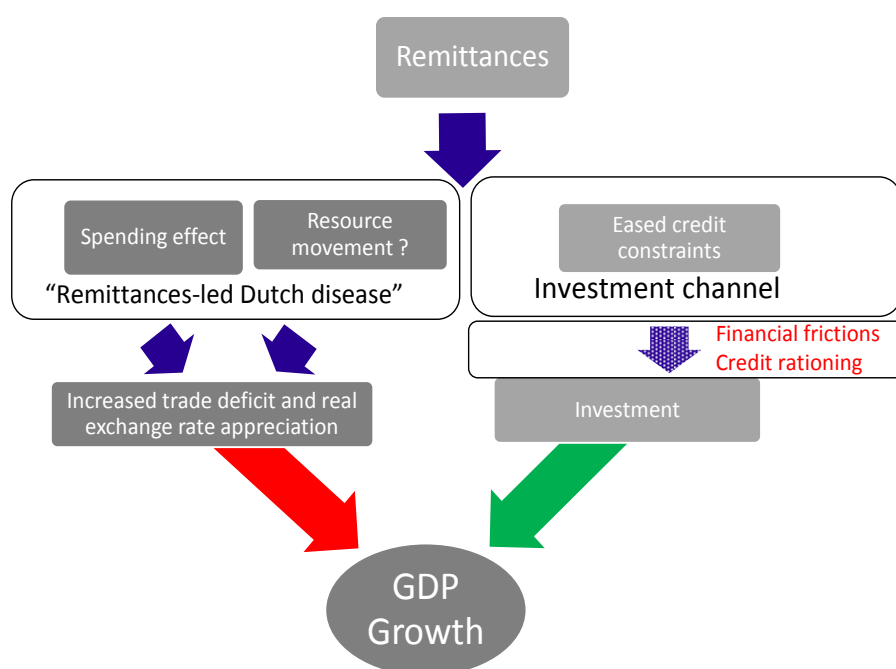 Remittances
Spending effect
Resource
movement ?
“Remittances-led Dutch disease”
Eased credit
constraints
Investment channel
Financial frictions
Credit rationing
Increased trade deficit and real
exchange rate appreciation
Investment
GDP
Growth